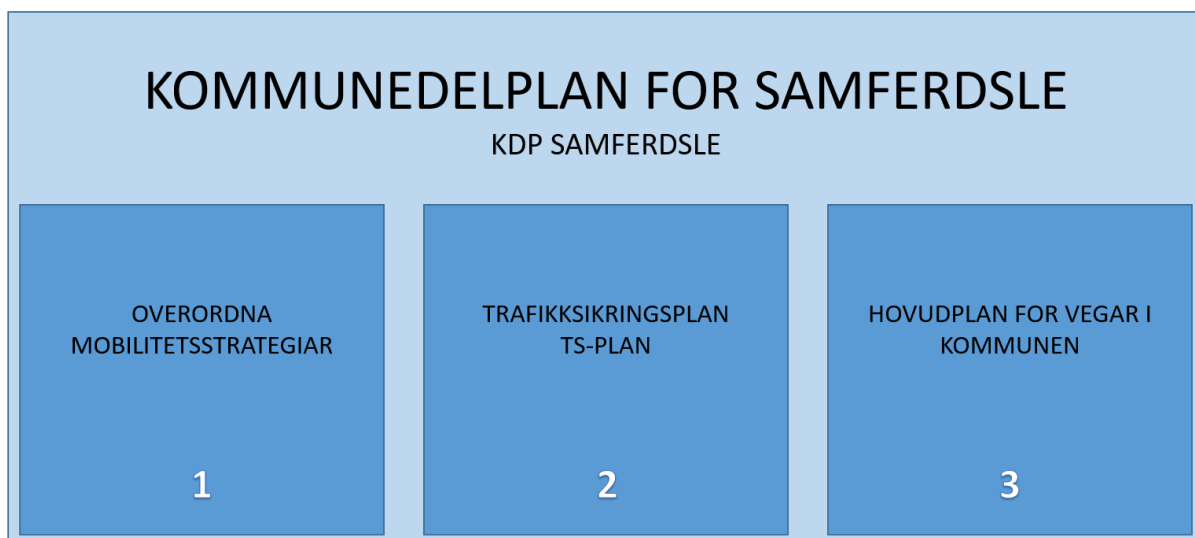 KOMMUNEDELPLAN FOR SAMFERDSLE
KDP SAMFERDSLE
OVERORDNA
MOBILITETSSTRATEGIAR
1
TRAFIKKSIKRINGSPLAN
TS-PLAN
2
HOVUDPLAN FOR VEGAR I
KOMMUNEN
3